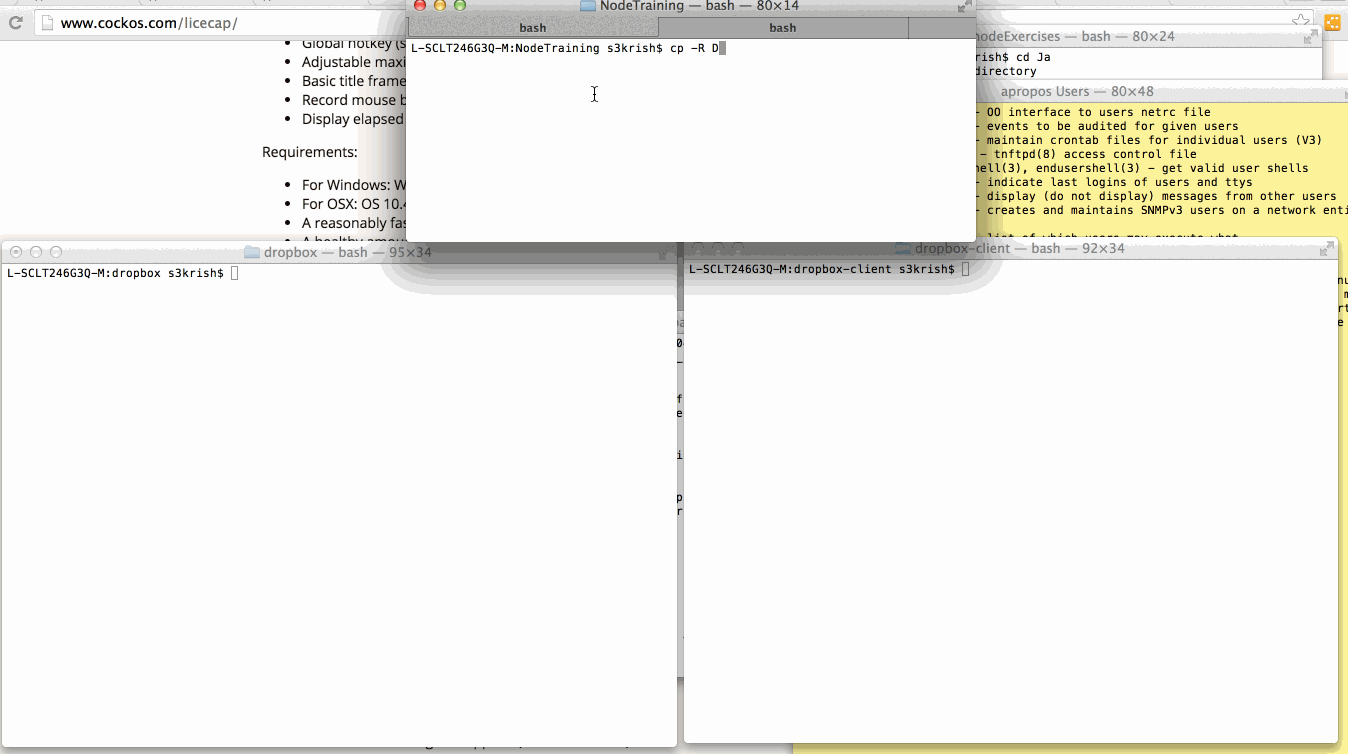 www.cockos.com/licecap/
Global hotkey (s
Adjustable maxi
Basic title frame
Record mouse b
Display elapsed
Requirements:
For Windows: W
For OSX: OS 10.4
A reasonably fas
NodeTraining — bash — 80×14
bash
bash
L-SCLT246G3Q-M:NodeTraining s3krish$ cp -R D
nodeExercises — bash — 80×24
rish$ cd Ja
directory
apropos Users — 80×48
- OO interface to users netrc file
- events to be audited for given users
- maintain crontab files for individual users (V3)
- tnftpd(8) access control file
hell(3), endusershell(3) - get valid user shells
- indicate last logins of users and ttys
- display (do not display) messages from other users
- creates and maintains SNMPv3 users on a network enti
dropbox — bash — 95×34
L-SCLT246G3Q-M:dropbox s3krish$
dropbox-client — bash — 92×34
L-SCLT246G3Q-M:dropbox-client s3krish$